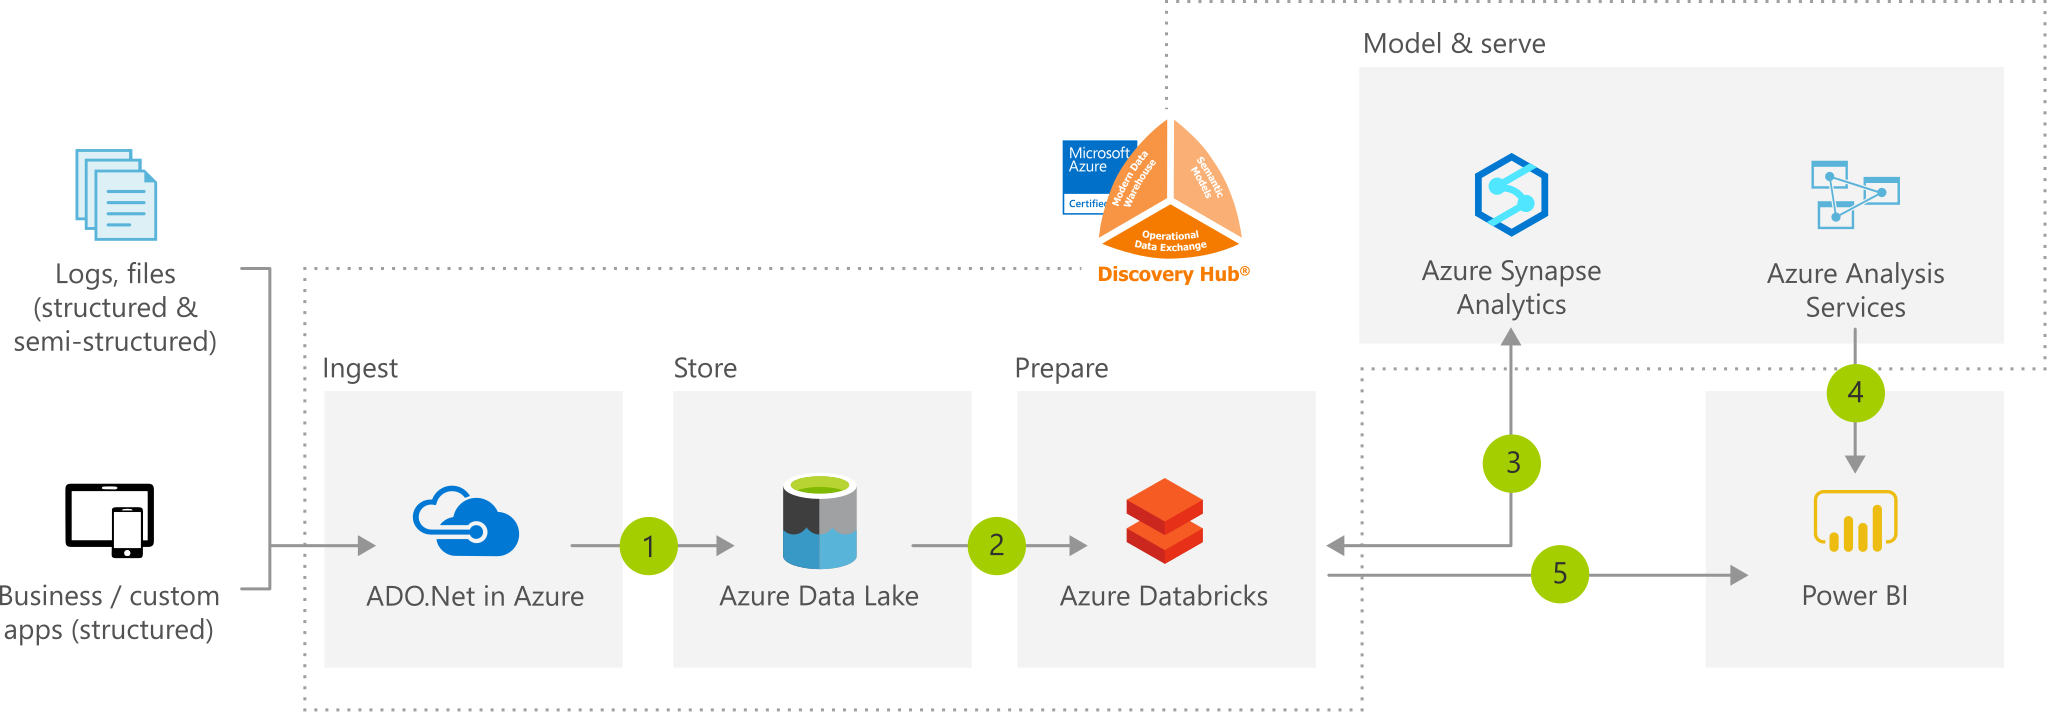 Model & serve
Microsoft
Azure
Certified
Modern Data
Warehouse
Semantic
Models
Operational
Data Exchange
Discovery Hub®
Logs, files
(structured &
semi-structured)
Azure Synapse
Analytics
Azure Analysis
Services
Ingest
Store
Prepare
4
3
1
2
5
ADO.Net in Azure
Azure Data Lake
Azure Databricks
Power BI
Business / custom
apps (structured)